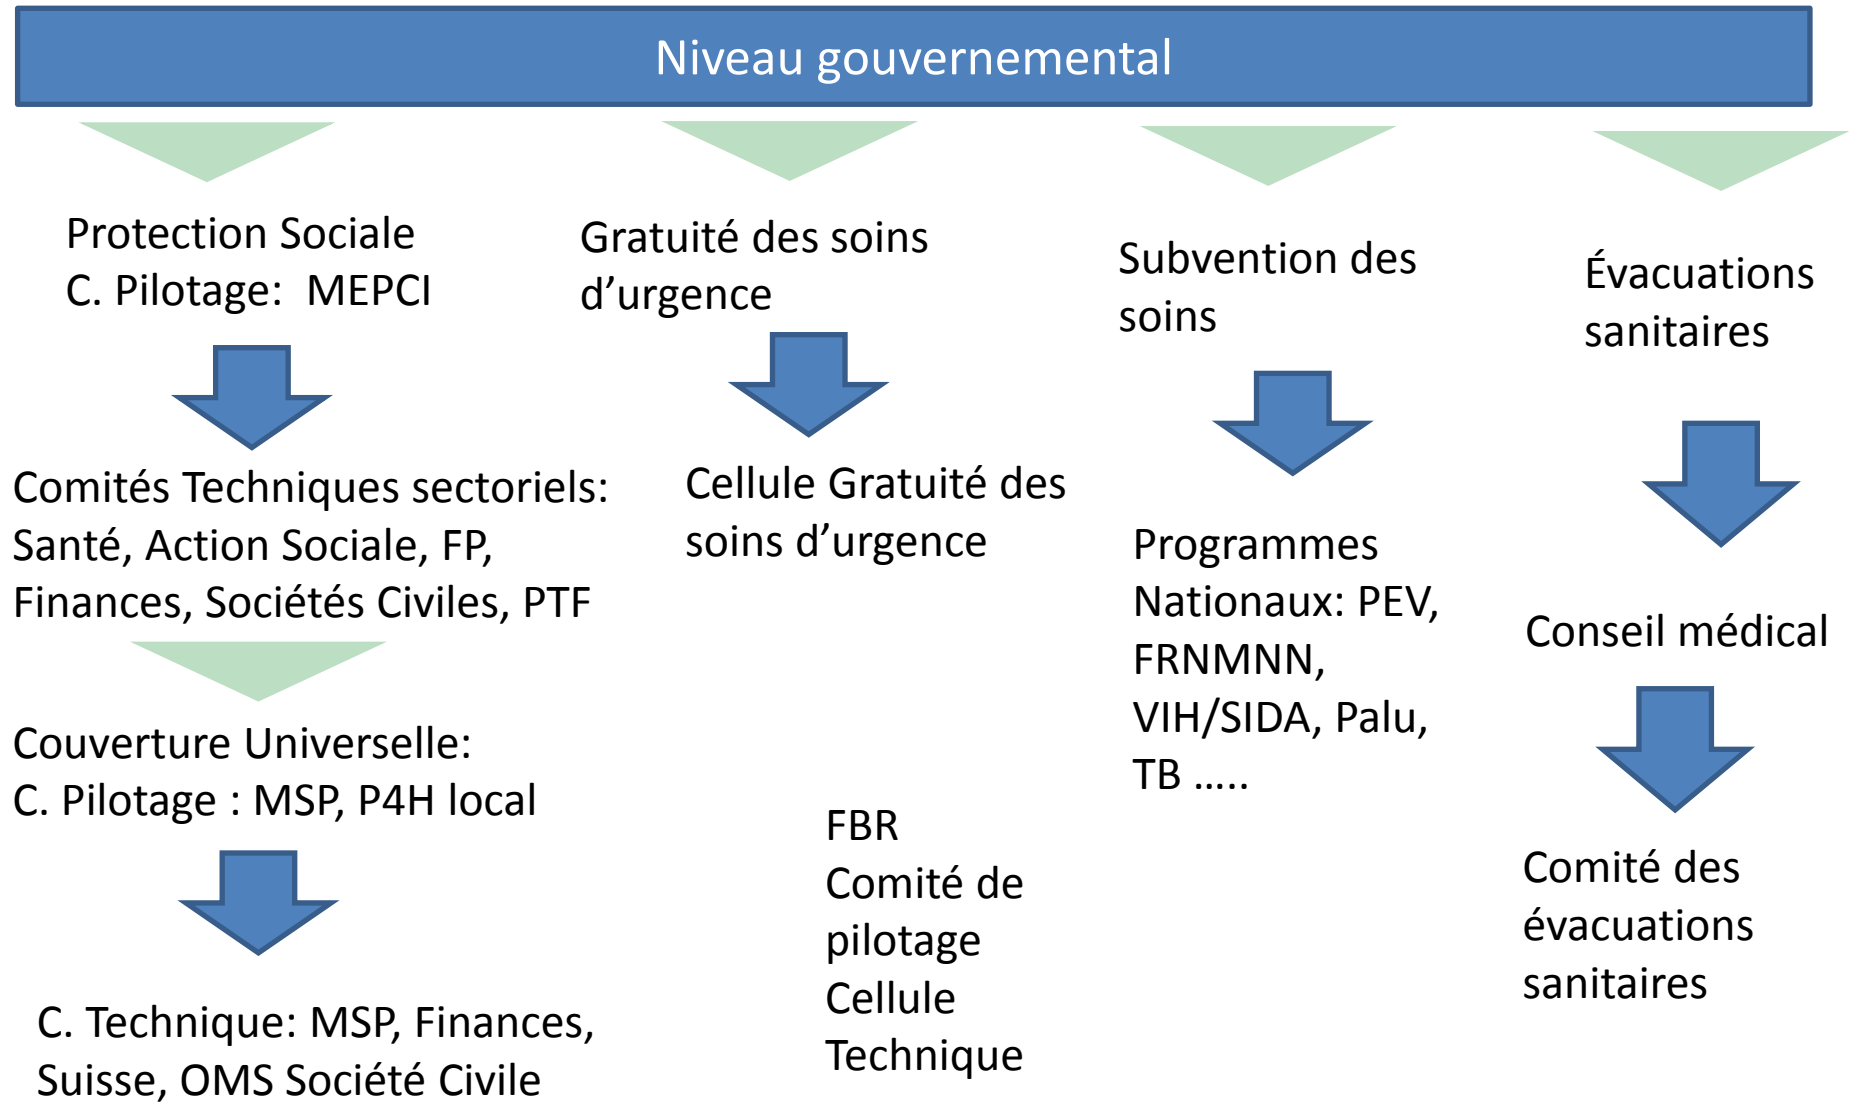 Niveau gouvernemental
Protection Sociale
C. Pilotage: MEPCI
Comités Techniques sectoriels:
Santé, Action Sociale, FP,
Finances, Sociétés Civiles, PTF
Couverture Universelle:
C. Pilotage : MSP, P4H local
C. Technique: MSP, Finances,
Suisse, OMS Société Civile
Gratuité des soins
d’urgence
Cellule Gratuité des
soins d’urgence
FBR
Comité de
pilotage
Cellule
Technique
Subvention des
soins
Programmes
Nationaux: PEV,
FRNMNN,
VIH/SIDA, Palu,
TB .....
Évacuations
sanitaires
Conseil médical
Comité des
évacuations
sanitaires